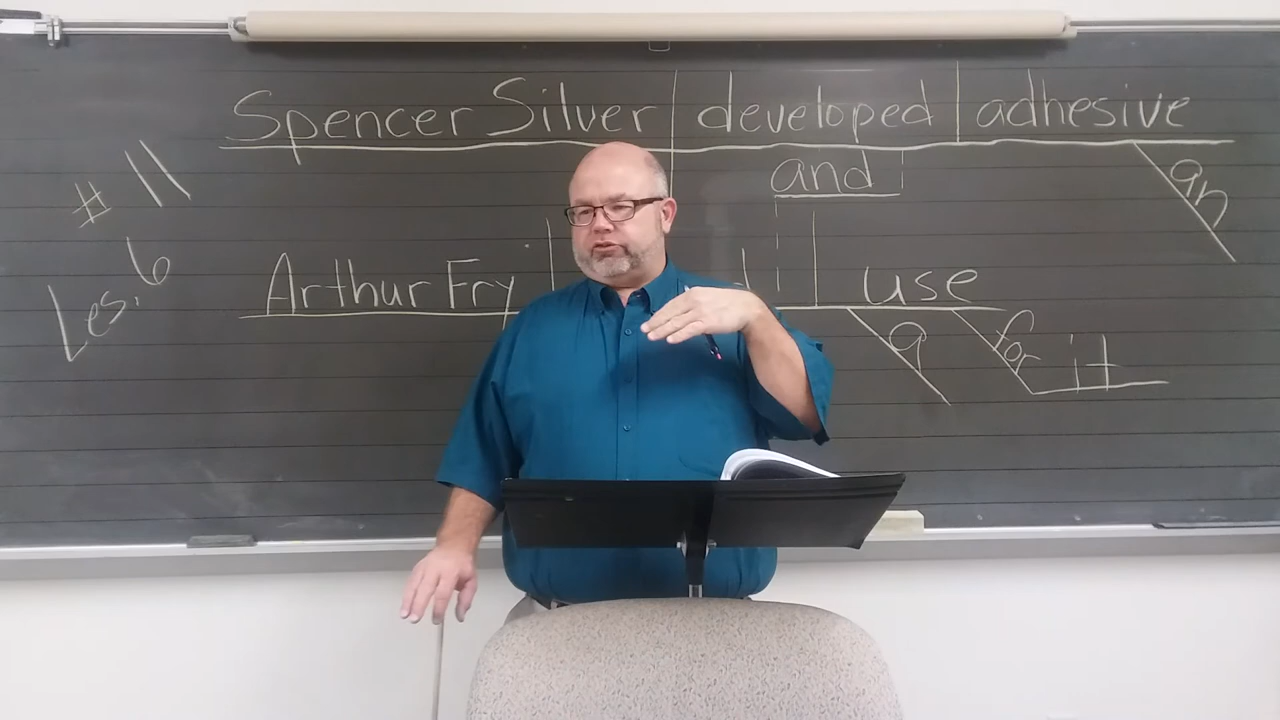 Spencer Silver developed adhesive
an
and
# 11
Les. 6
Arthur Fry use
a
for it